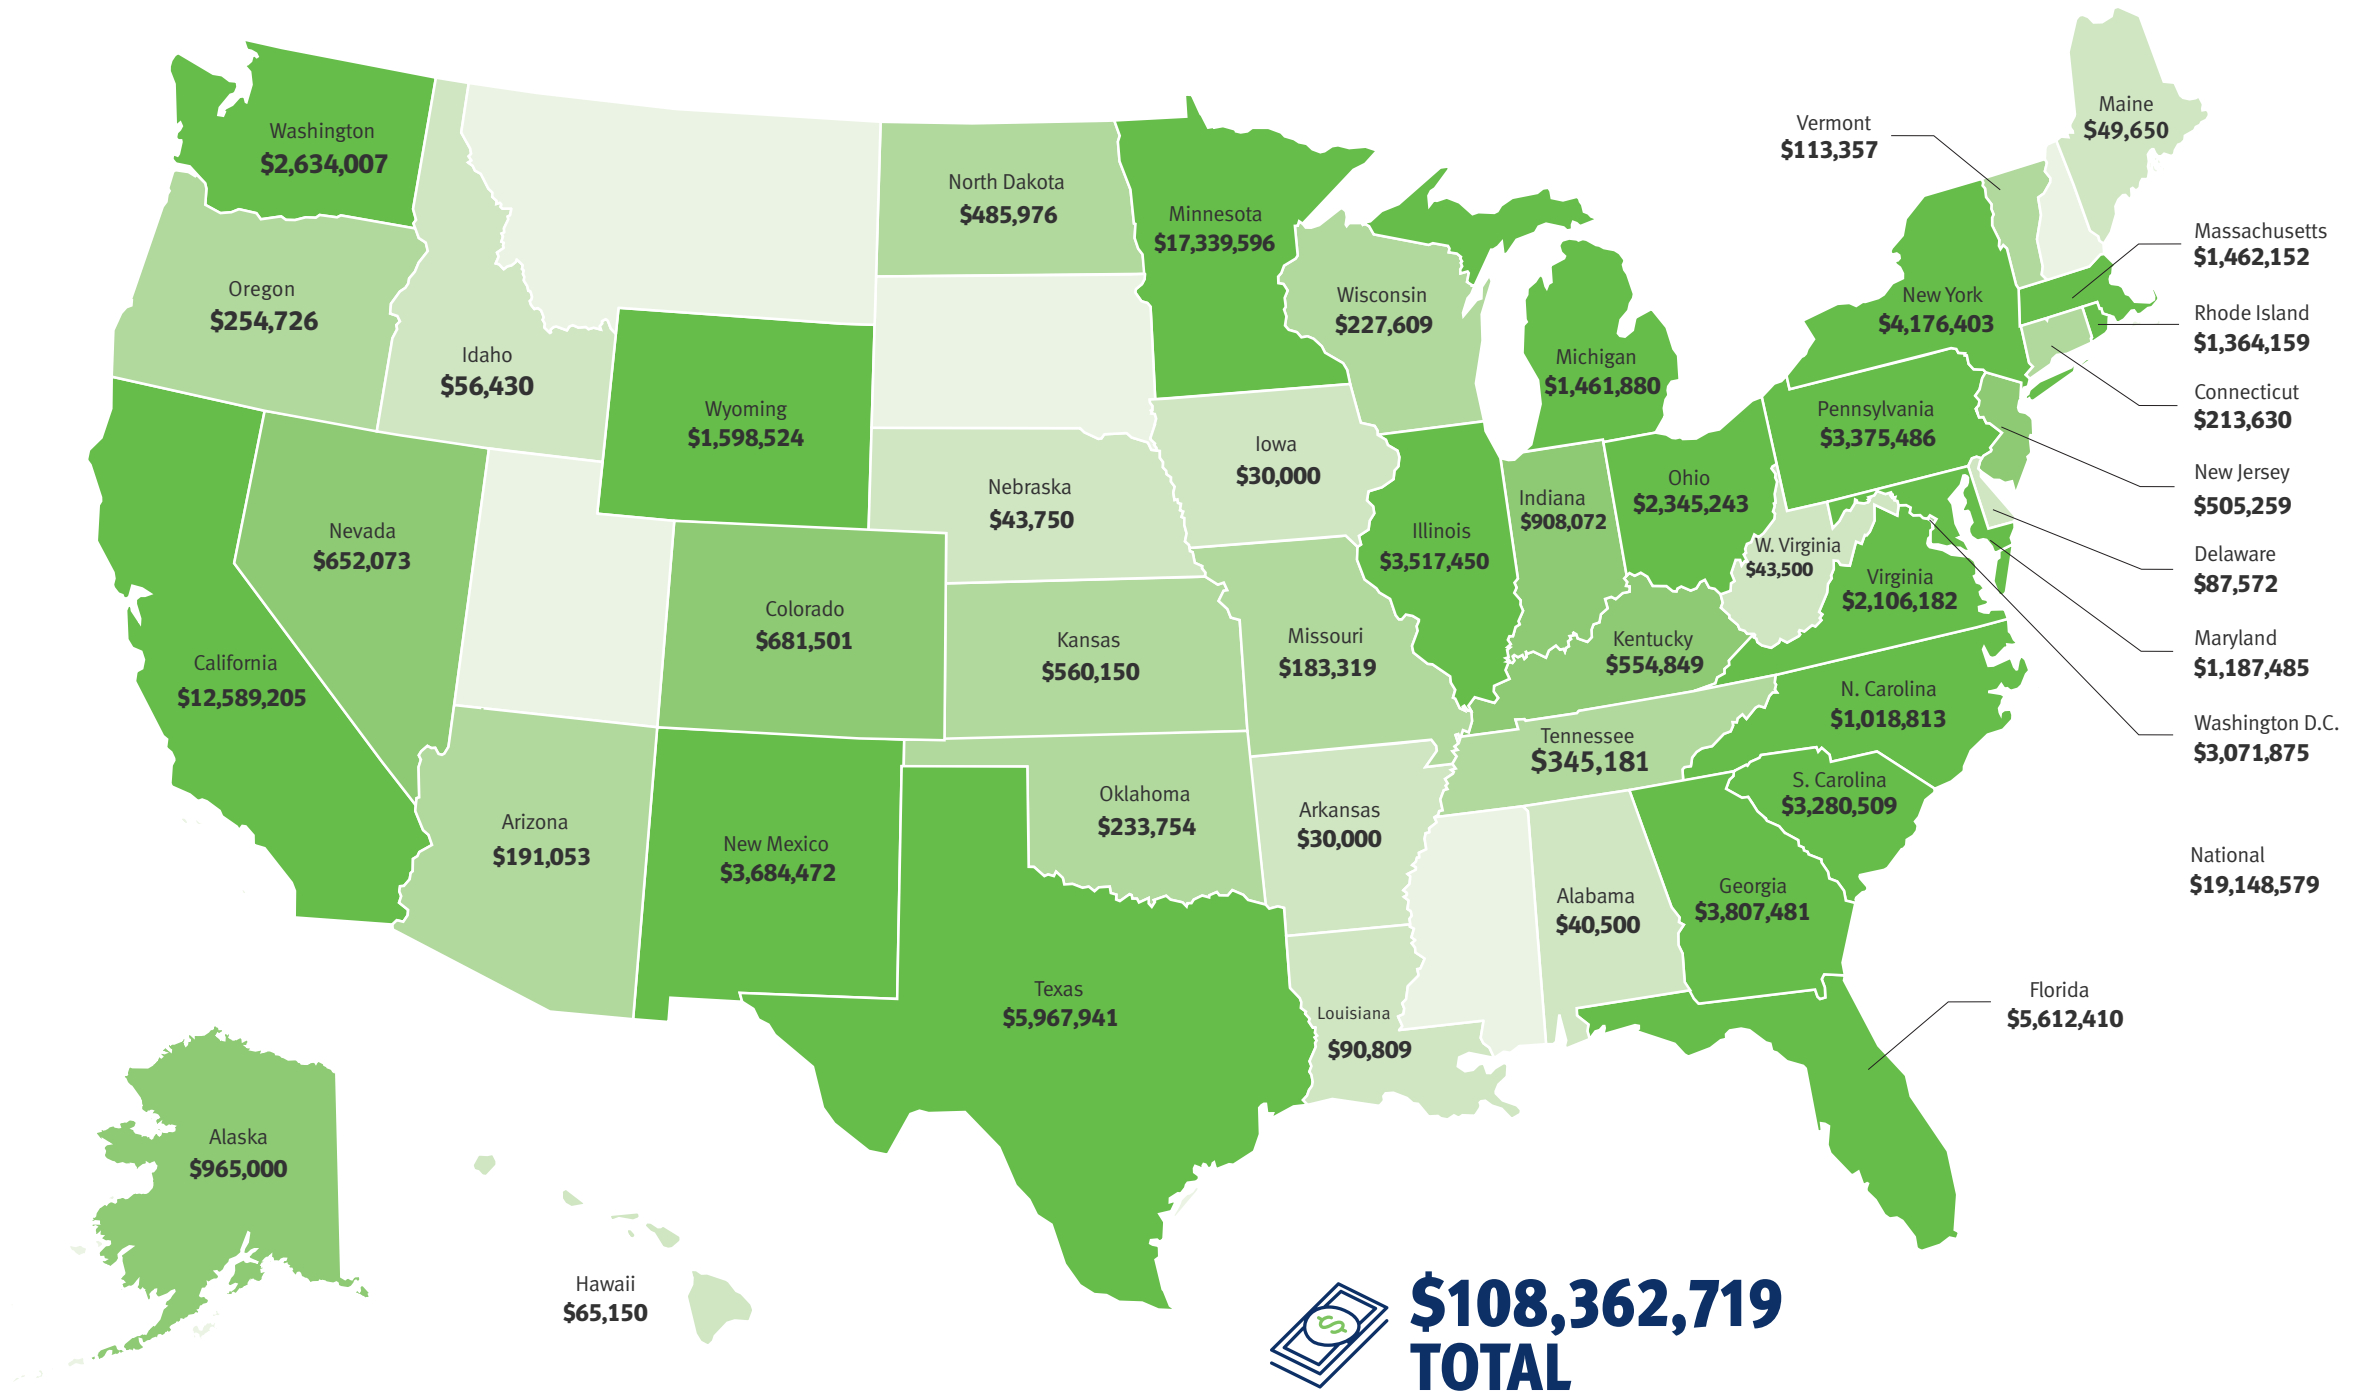 Maine
$49,650
Vermont
$113,357
Washington
$2,634,007
North Dakota
$485,976
Minnesota
$17,339,596
Massachusetts
$1,462,152
Oregon
$254,726
Wisconsin
$227,609
New York
$4,176,403
Rhode Island
$1,364,159
Idaho
$56,430
Michigan
$1,461,880
Connecticut
$213,630
Wyoming
$1,598,524
Pennsylvania
$3,375,486
Iowa
$30,000
New Jersey
$505,259
Nebraska
$43,750
Ohio
$2,345,243
Indiana
$908,072
Nevada
$652,073
Illinois
$3,517,450
W. Virginia
$43,500
Delaware
$87,572
Virginia
$2,106,182
Colorado
$681,501
Kansas
$560,150
Missouri
$183,319
Kentucky
$554,849
Maryland
$1,187,485
California
$12,589,205
N. Carolina
$1,018,813
Washington D.C.
$3,071,875
Tennessee
$345,181
S. Carolina
$3,280,509
Oklahoma
$233,754
Arkansas
$30,000
Arizona
$191,053
New Mexico
$3,684,472
National
$19,148,579
Georgia
$3,807,481
Alabama
$40,500
Texas
$5,967,941
Florida
$5,612,410
Louisiana
$90,809
Alaska
$965,000
Hawaii
$65,150
$
$108,362,719
TOTAL